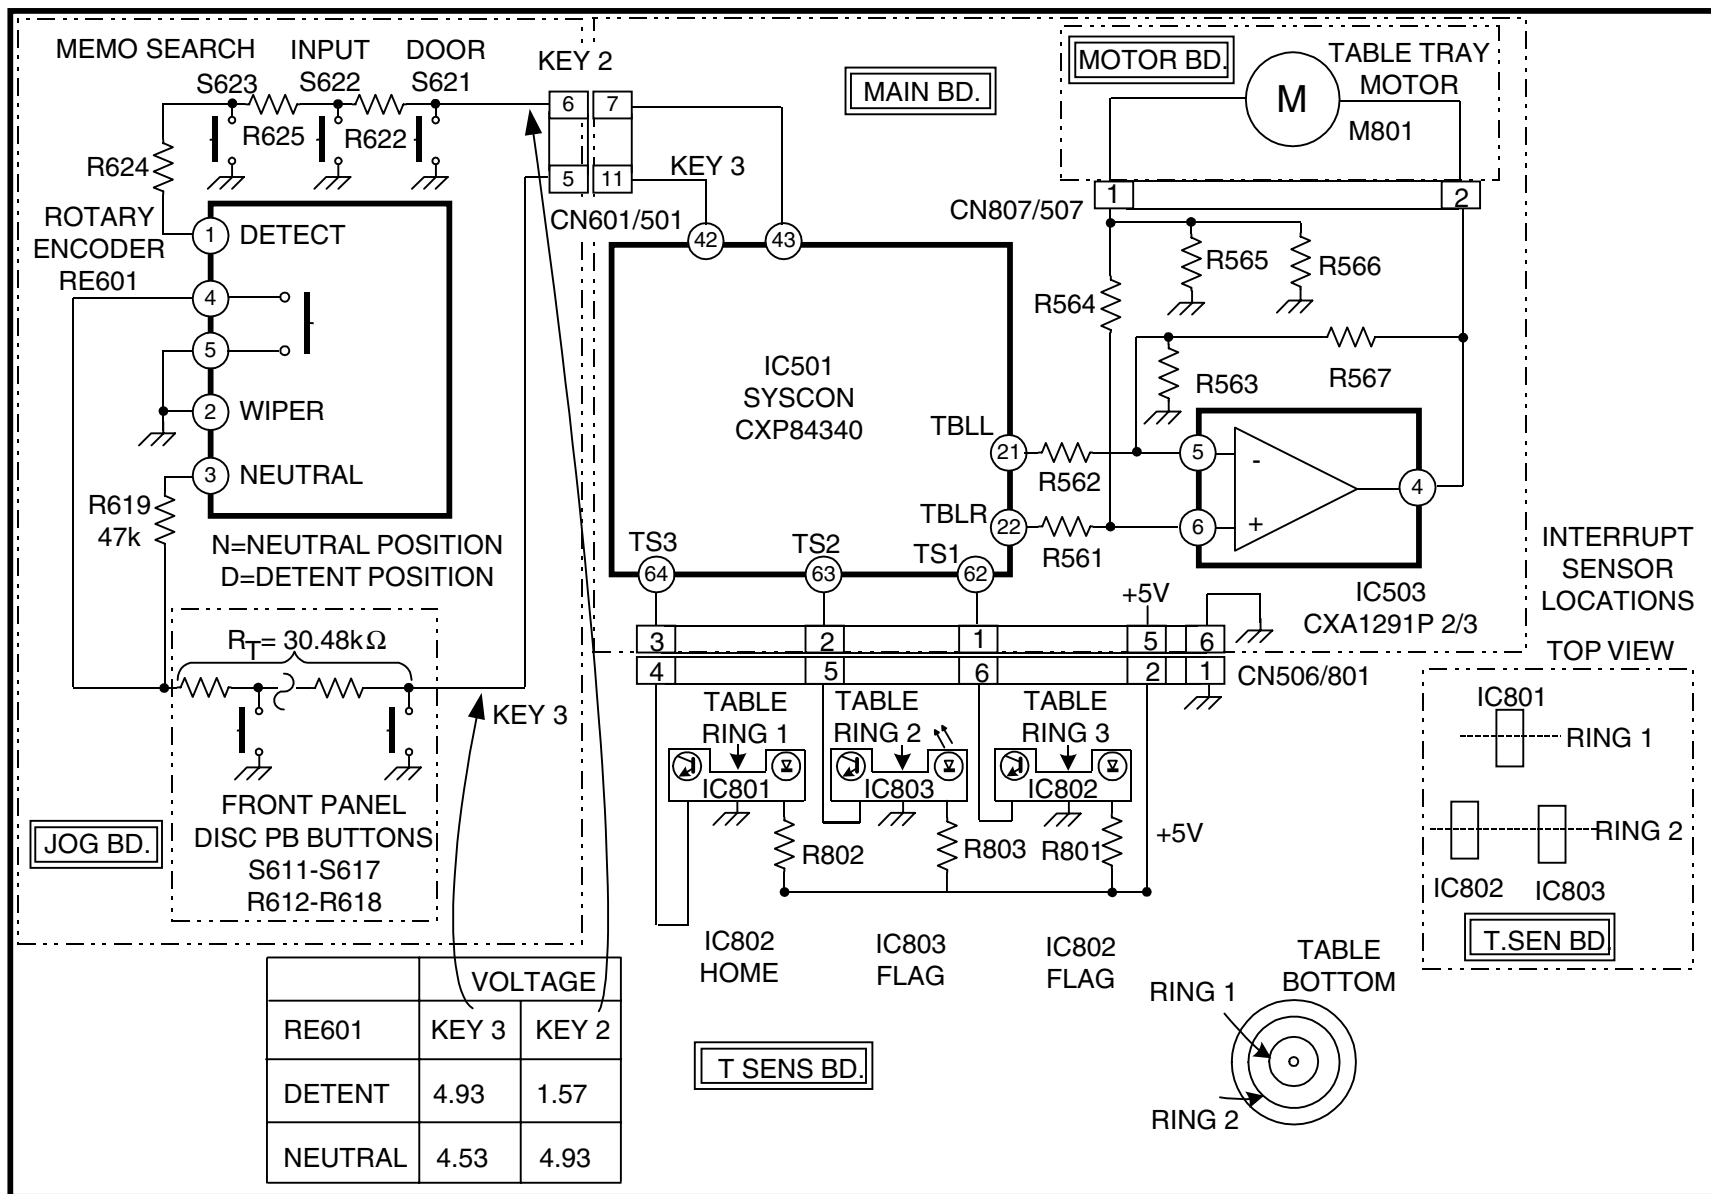 MEMO SEARCH
S623
INPUT
S622
DOOR
S621
KEY 2
6
7
5
11
KEY 3
CN601/501
R625
R622
R624
ROTARY
ENCODER
RE601
1
DETECT
4
5
2
WIPER
3
NEUTRAL
R619
47k
N=NEUTRAL POSITION
D=DETENT POSITION
RT= 30.48kΩ
KEY 3
FRONT PANEL
DISC PB BUTTONS
S611-S617
R612-R618
JOG BD.
MAIN BD.
MOTOR BD.
TABLE TRAY
MOTOR
M
M801
1
2
CN807/507
R565
R566
R564
R563
R567
42
43
IC501
SYSCON
CXP84340
TBLL
21
R562
TBLR
22
R561
TS3
64
TS2
63
TS1
62
5
-
6
+
4
IC503
CXA1291P 2/3
+5V
3
2
1
5
6
4
5
6
2
1
CN506/801
TABLE
RING 1
TABLE
RING 2
TABLE
RING 3
IC801
IC803
IC802
R802
R803
R801
+5V
IC802
HOME
IC803
FLAG
IC802
FLAG
T SENS BD.
INTERRUPT
SENSOR
LOCATIONS
TOP VIEW
IC801
RING 1
RING 2
IC802
IC803
T.SEN BD.
TABLE
BOTTOM
RING 1
RING 2
VOLTAGE
RE601 KEY 3 KEY 2
DETENT 4.93 1.57
NEUTRAL 4.53 4.93